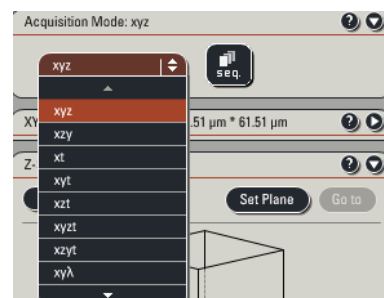 Acquisition Mode: xyz
xyz
seq.
xyz
XY .51 µm * 61.51 µm
xzy
Z-
xt
xyt
xzt
Set Plane Go to
xyzt
xzyt
xyλ